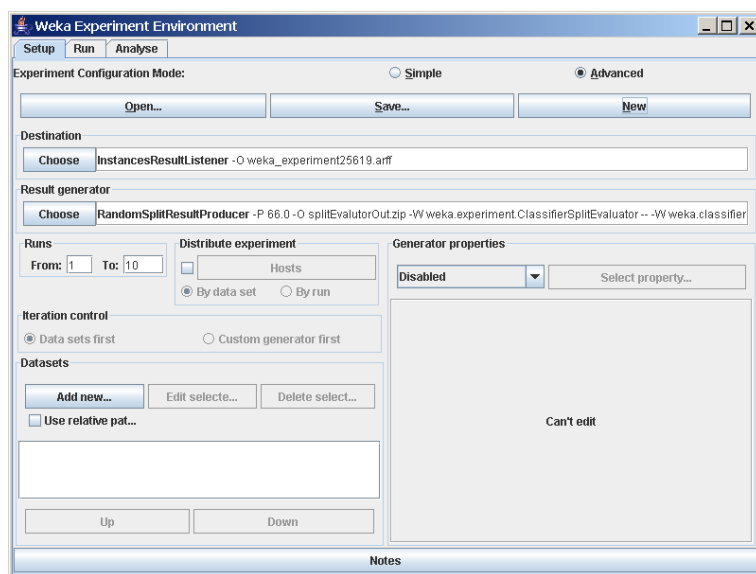 Weka Experiment Environment
Setup Run Analyse
Experiment Configuration Mode: Simple Advanced
Open... Save... New
Destination
Choose InstancesResultListener -O weka_experiment25619.arff
Result generator
Choose RandomSplitResultProducer -P 66.0 -O splitEvalutorOut.zip -W weka.experiment.ClassifierSplitEvaluator -- -W weka.classifier
Runs
From: 1 To: 10
Distribute experiment
Hosts
By data set By run
Generator properties
Disabled Select property...
Iteration control
Data sets first Custom generator first
Datasets
Add new... Edit selecte... Delete select...
Use relative pat...
Can't edit
Up Down
Notes